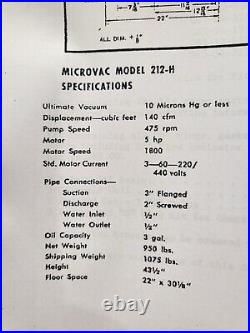 7¾
22"
ALL DIM. ± ⅛"
MICROVAC MODEL 212-H
SPECIFICATIONS
Ultimate Vacuum 10 Microns Hg or less
Displacement—cubic feet 140 cfm
Pump Speed 475 rpm
Motor 5 hp
Motor Speed 1800
Std. Motor Current 3—60—220/
440 volts
Pipe Connections—
Suction 3" Flanged
Discharge 2" Screwed
Water Inlet ½"
Water Outlet ½"
Oil Capacity 3 gal.
Net Weight 950 lbs.
Shipping Weight 1075 lbs.
Height 43½"
Floor Space 22" x 30⅛"